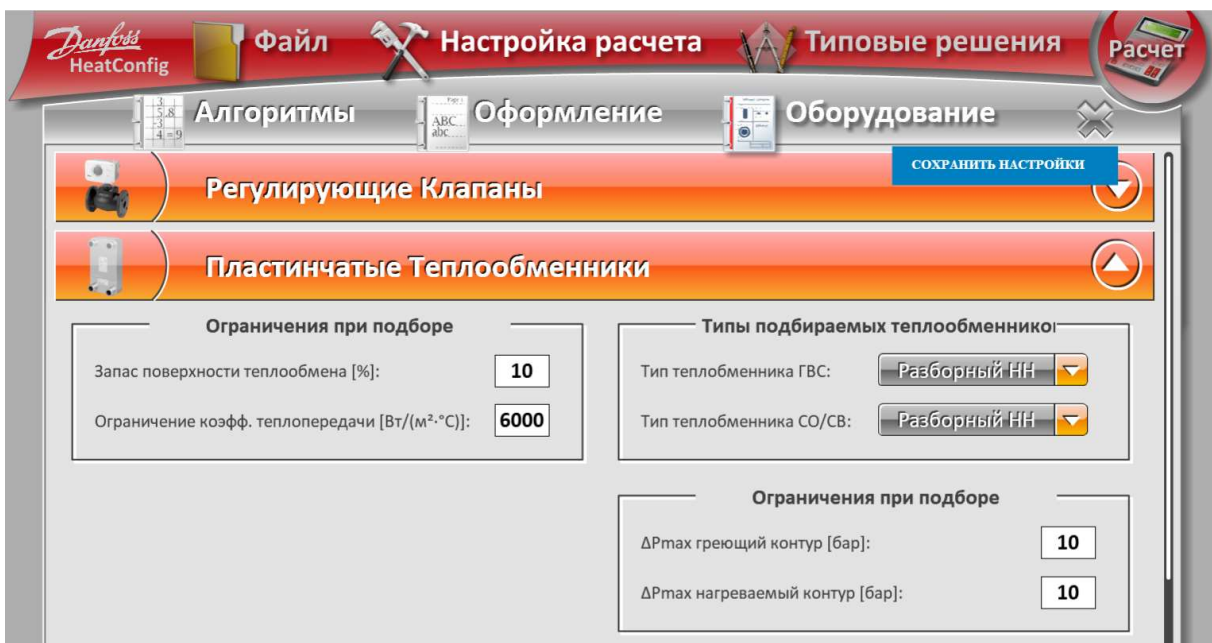 Danfoss
HeatConfig
Файл
Настройка расчета
Типовые решения
Расчет
Алгоритмы
Оформление
Оборудование
СОХРАНИТЬ НАСТРОЙКИ
Регулирующие Клапаны
Пластинчатые Теплообменники
Ограничения при подборе
Запас поверхности теплообмена [%]: 10
Ограничение коэфф. теплопередачи [Вт/(м²·°С)]: 6000
Типы подбираемых теплообменнико
Тип теплобменника ГВС: Разборный НН
Тип теплобменника СО/СВ: Разборный НН
Ограничения при подборе
ΔPmax греющий контур [бар]: 10
ΔPmax нагреваемый контур [бар]: 10